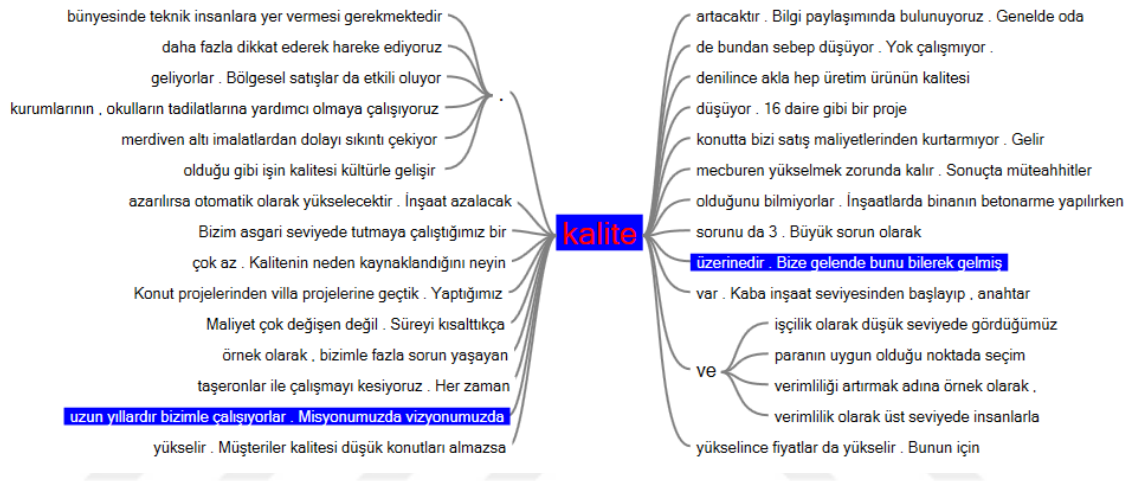 bünyesinde teknik insanlara yer vermesi gerekmektedir
daha fazla dikkat ederek hareke ediyoruz
geliyorlar . Bölgesel satışlar da etkili oluyor
kurumlarının , okulların tadilatlarına yardımcı olmaya çalışıyoruz
merdiven altı imalatlardan dolayı sıkıntı çekiyor
olduğu gibi işin kalitesi kültürle gelişir
.
azarılırsa otomatik olarak yükselecektir . İnşaat azalacak
Bizim asgari seviyede tutmaya çalıştığımız bir
çok az . Kalitenin neden kaynaklandığını neyin
Konut projelerinden villa projelerine geçtik . Yaptığımız
Maliyet çok değişen değil . Süreyi kısalttıkça
örnek olarak , bizimle fazla sorun yaşayan
taşeronlar ile çalışmayı kesiyoruz . Her zaman
uzun yıllardır bizimle çalışıyorlar . Misyonumuzda vizyonumuzda
yükselir . Müşteriler kalitesi düşük konutları almazsa
kalite
artacaktır . Bilgi paylaşımında bulunuyoruz . Genelde oda
de bundan sebep düşüyor . Yok çalışmıyor .
denilince akla hep üretim ürünün kalitesi
düşüyor . 16 daire gibi bir proje
konutta bizi satış maliyetlerinden kurtarmıyor . Gelir
mecburen yükselmek zorunda kalır . Sonuçta müteahhitler
olduğunu bilmiyorlar . İnşaatlarda binanın betonarme yapılırken
sorunu da 3 . Büyük sorun olarak
üzerinedir . Bize gelende bunu bilerek gelmiş
var . Kaba inşaat seviyesinden başlayıp , anahtar
ve
işçilik olarak düşük seviyede gördüğümüz
paranın uygun olduğu noktada seçim
verimliliği artırmak adına örnek olarak ,
verimlilik olarak üst seviyede insanlarla
yükselince fiyatlar da yükselir . Bunun için